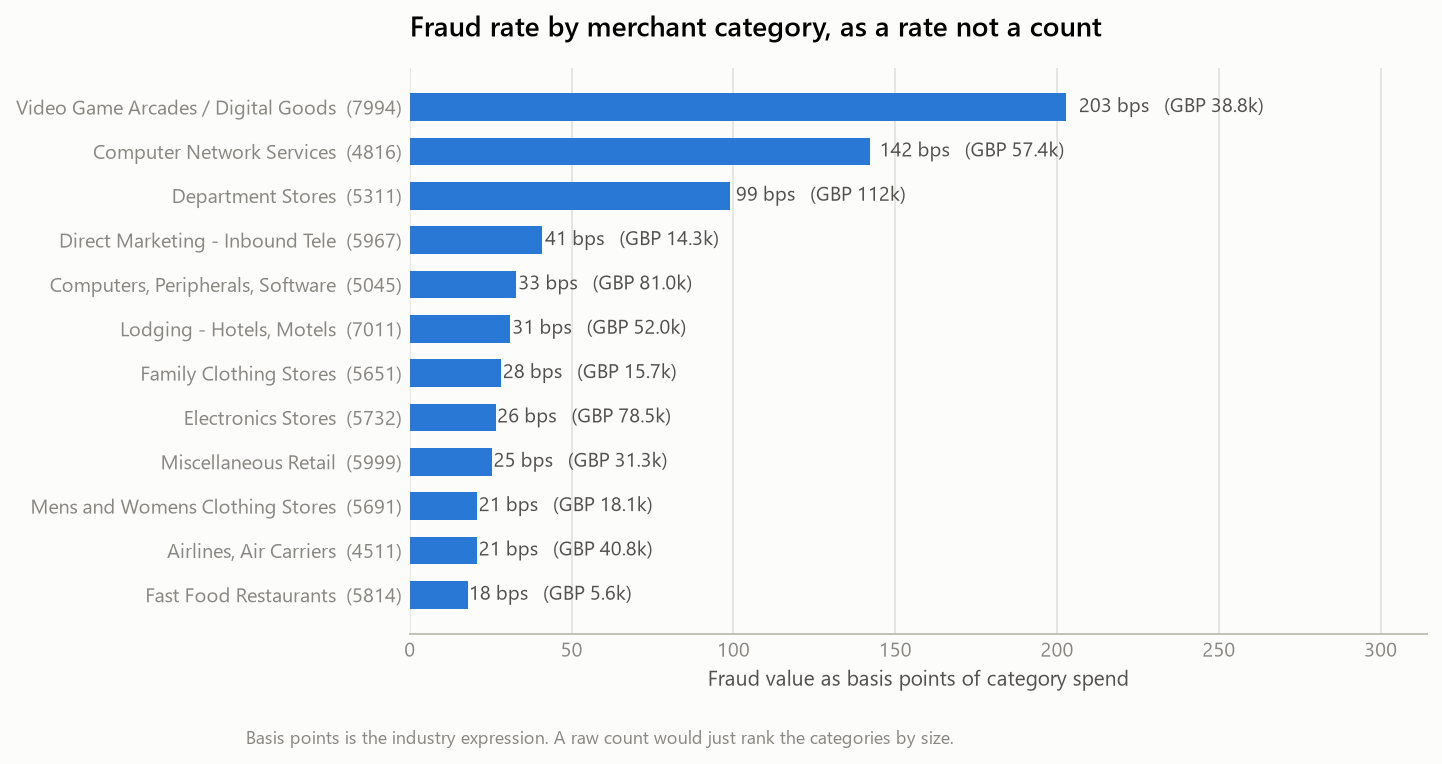 Fraud rate by merchant category, as a rate not a count
Video Game Arcades / Digital Goods (7994) 203 bps (GBP 38.8k)
Computer Network Services (4816) 142 bps (GBP 57.4k)
Department Stores (5311) 99 bps (GBP 112k)
Direct Marketing - Inbound Tele (5967) 41 bps (GBP 14.3k)
Computers, Peripherals, Software (5045) 33 bps (GBP 81.0k)
Lodging - Hotels, Motels (7011) 31 bps (GBP 52.0k)
Family Clothing Stores (5651) 28 bps (GBP 15.7k)
Electronics Stores (5732) 26 bps (GBP 78.5k)
Miscellaneous Retail (5999) 25 bps (GBP 31.3k)
Mens and Womens Clothing Stores (5691) 21 bps (GBP 18.1k)
Airlines, Air Carriers (4511) 21 bps (GBP 40.8k)
Fast Food Restaurants (5814) 18 bps (GBP 5.6k)
0 50 100 150 200 250 300
Fraud value as basis points of category spend
Basis points is the industry expression. A raw count would just rank the categories by size.